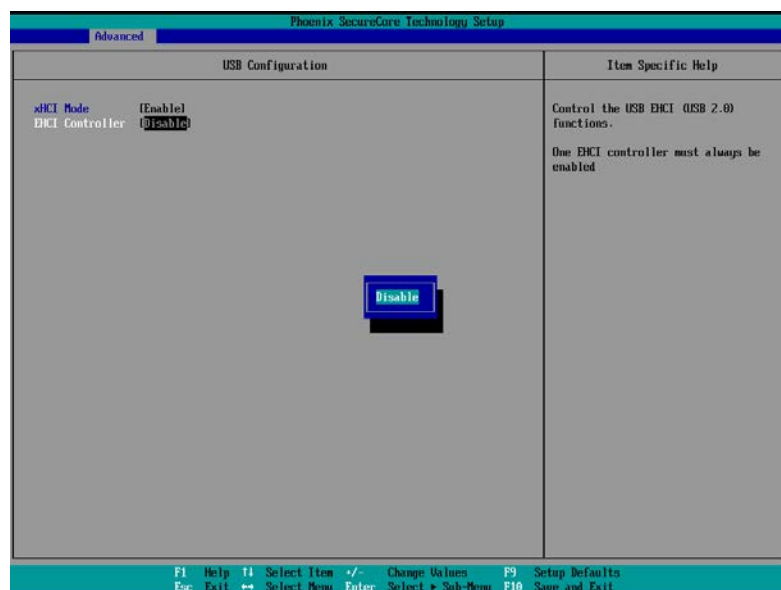 Phoenix SecureCore Technology Setup
Advanced
USB Configuration
Item Specific Help
xHCI Mode [Enable]
EHCI Controller [Disable]
Control the USB EHCI (USB 2.0)
functions.
One EHCI controller must always be
enabled
Disable
F1 Help ↑↓ Select Item +/- Change Values F9 Setup Defaults
Esc Exit ↔ Select Menu Enter Select ▶ Sub-Menu F10 Save and Exit